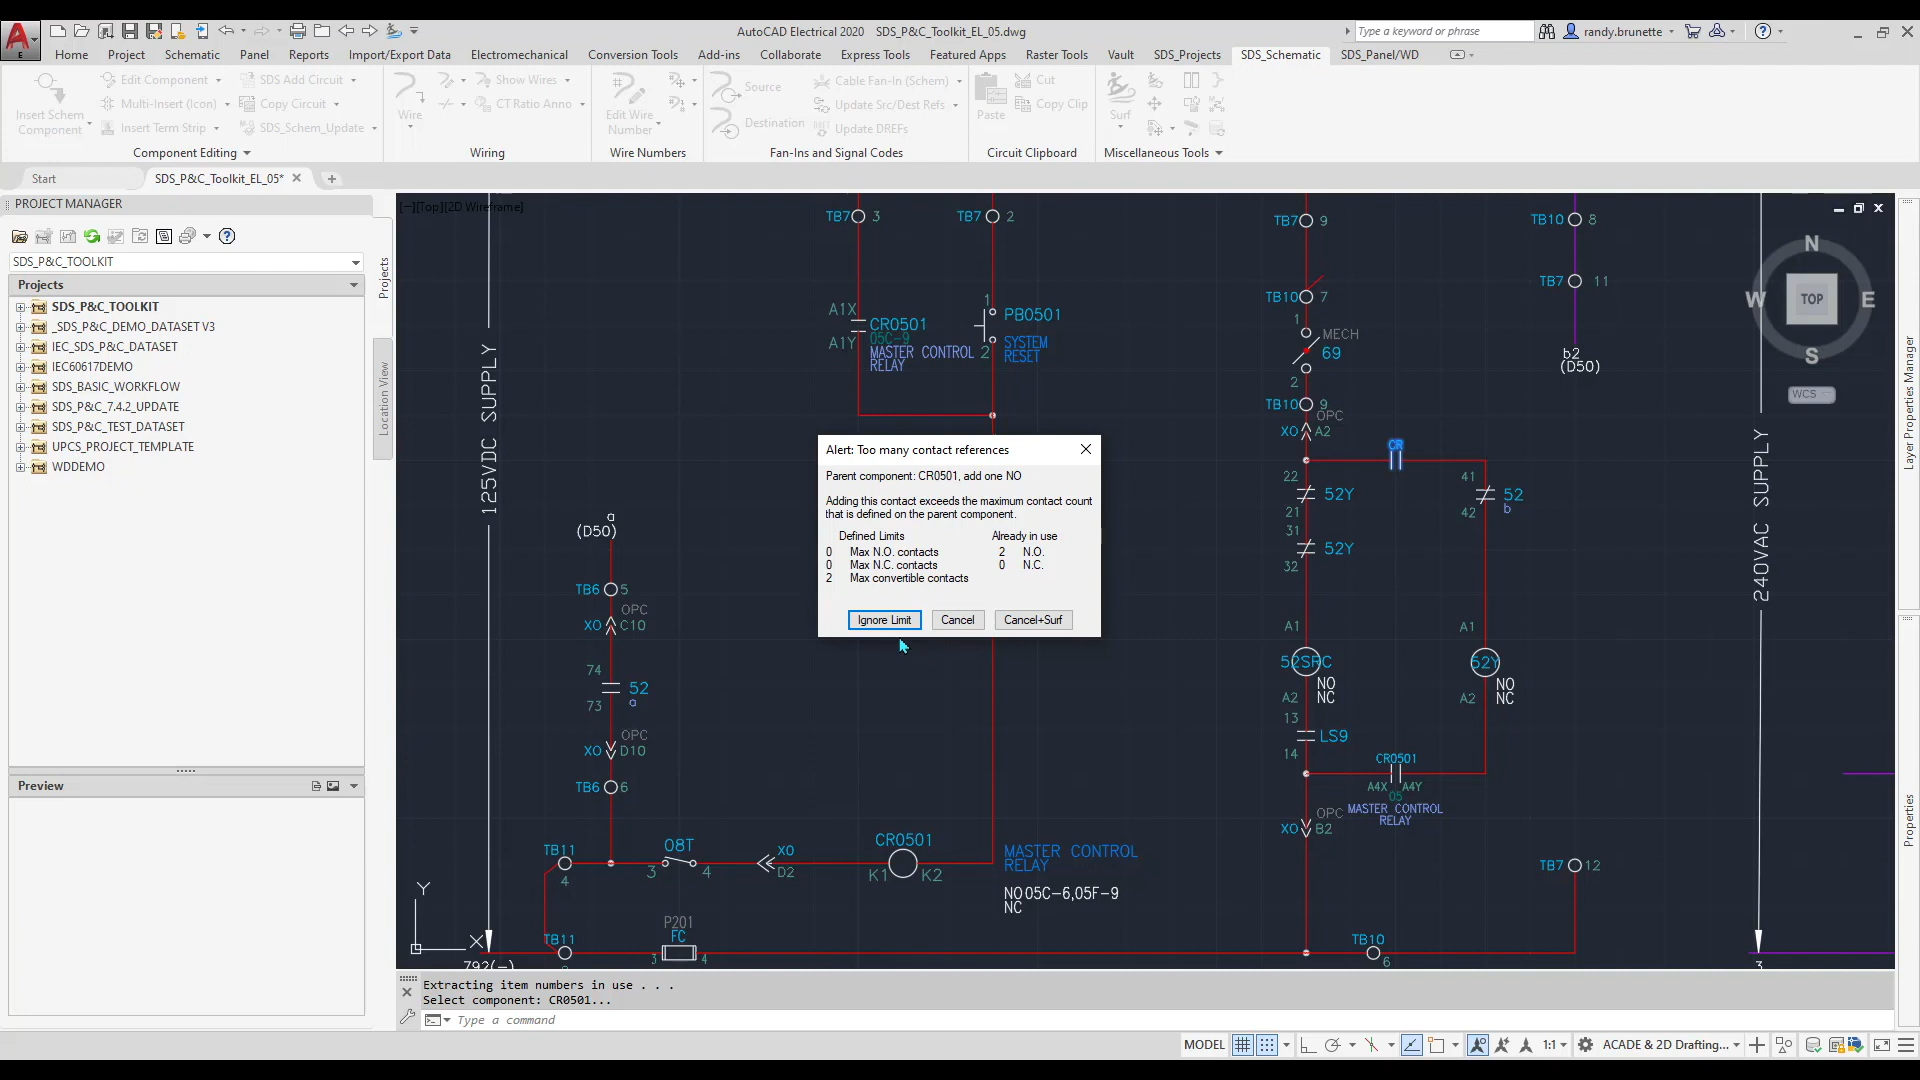 AutoCAD Electrical 2020 SDS_P&C_Toolkit_EL_05.dwg
Type a keyword or phrase
randy.brunette
Home Project Schematic Panel Reports Import/Export Data Electromechanical Conversion Tools Add-ins Collaborate Express Tools Featured Apps Raster Tools Vault SDS_Projects SDS_Schematic SDS_Panel/WD
Insert Schem
Component
Edit Component
Multi-Insert (Icon)
Insert Term Strip
SDS Add Circuit
Copy Circuit
SDS_Schem_Update
Wire
Show Wires
CT Ratio Anno
Edit Wire
Number
Source
Destination
Cable Fan-In (Schem)
Update Src/Dest Refs
Update DREFs
Paste
Cut
Copy Clip
Surf
Component Editing Wiring Wire Numbers Fan-Ins and Signal Codes Circuit Clipboard Miscellaneous Tools
Start
SDS_P&C_Toolkit_EL_05*
PROJECT MANAGER
SDS_P&C_TOOLKIT
Projects
SDS_P&C_TOOLKIT
_SDS_P&C_DEMO_DATASET V3
IEC_SDS_P&C_DATASET
IEC60617DEMO
SDS_BASIC_WORKFLOW
SDS_P&C_7.4.2_UPDATE
SDS_P&C_TEST_DATASET
UPCS_PROJECT_TEMPLATE
WDDEMO
Preview
Projects
Location View
[-][Top][2D Wireframe]
125VDC SUPPLY
TB7 3
TB7 2
A1X
CR0501
05C-9
A1Y
MASTER CONTROL
RELAY
1
PB0501
2
SYSTEM
RESET
a
(D50)
TB6 5
OPC
XO C10
74
52
a
73
OPC
XO D10
TB6 6
TB11
4
08T
3 4
XO
D2
CR0501
K1 K2
MASTER CONTROL
RELAY
NO 05C-6,05F-9
NC
TB11
P201
FC
3 4
792(-)
Y
X
Alert: Too many contact references
Parent component: CR0501, add one NO
Adding this contact exceeds the maximum contact count
that is defined on the parent component.
Defined Limits Already in use
0 Max N.O. contacts 2 N.O.
0 Max N.C. contacts 0 N.C.
2 Max convertible contacts
Ignore Limit Cancel Cancel+Surf
TB7 9
TB10 7
1
MECH
69
2
TB10 9
OPC
XO A2
CR
22
52Y
21
31
52Y
32
41
52
b
42
A1
52SRC
NO
NC
A2
A1
52Y
NO
NC
A2
13
LS9
14
CR0501
A4X A4Y
05
MASTER CONTROL
RELAY
OPC
XO B2
TB10
6
TB10 8
TB7 11
b2
(D50)
TB7 12
240VAC SUPPLY
3
N
W TOP E
S
WCS
Layer Properties Manager
Properties
Extracting item numbers in use . . .
Select component: CR0501...
Type a command
MODEL
1:1
ACADE & 2D Drafting...